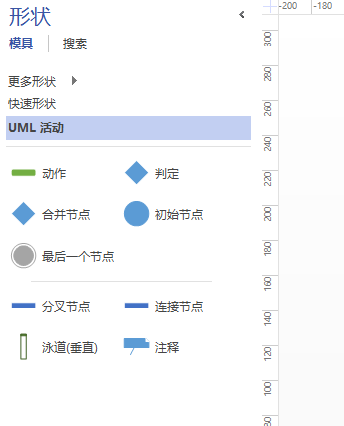 形状
模具 搜索
更多形状
快速形状
UML 活动
动作 判定
合并节点 初始节点
最后一个节点
分叉节点 连接节点
泳道(垂直) 注释
-200 -180
300
280
260
240
220
200
180
160
140
120
100
80